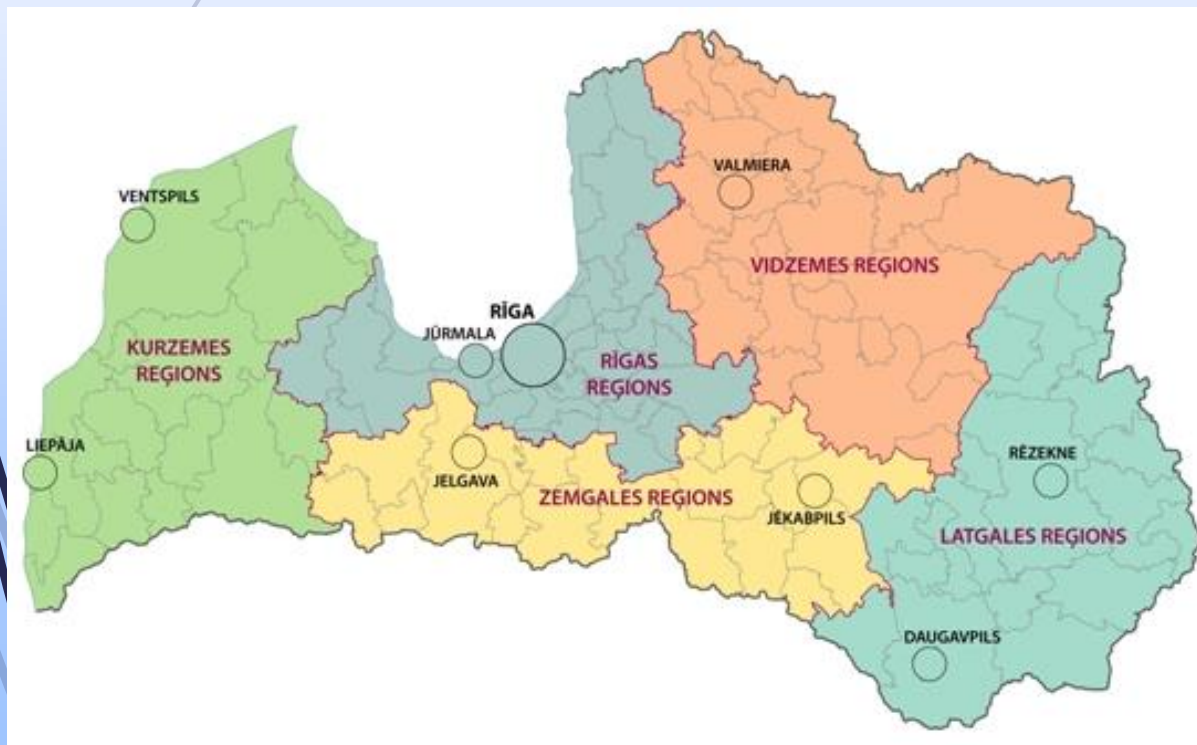 VENTSPILS
VALMIERA
VIDZEMES REĢIONS
RĪGA
JŪRMALA
KURZEMES
REĢIONS
RĪGAS
REĢIONS
LIEPĀJA
JELGAVA
ZEMGALES REĢIONS
JĒKABPILS
RĒZEKNE
LATGALES REĢIONS
DAUGAVPILS